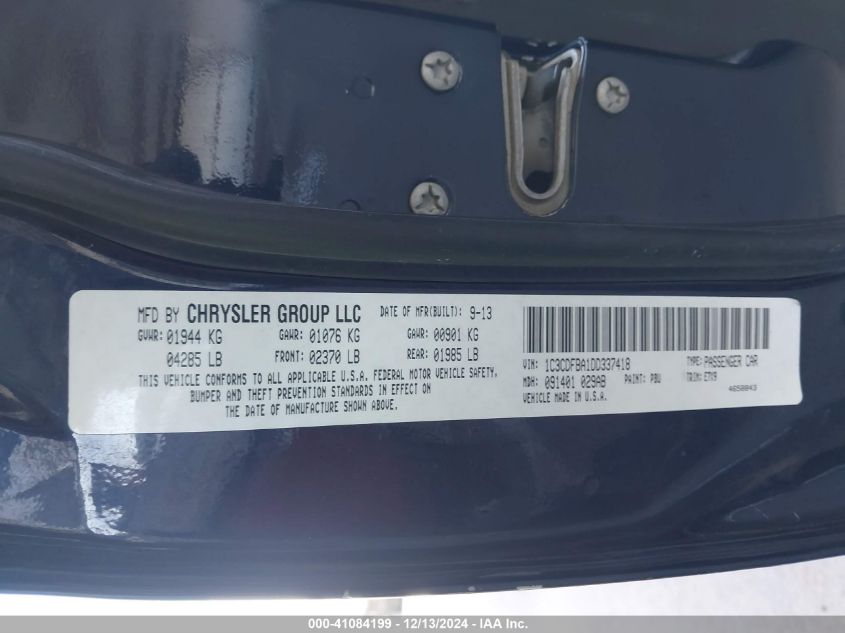 MFD BY CHRYSLER GROUP LLC DATE OF MFR(BUILT): 9-13
GVWR: 01944 KG GAWR: 01076 KG GAWR: 00901 KG
04285 LB FRONT: 02370 LB REAR: 01985 LB
THIS VEHICLE CONFORMS TO ALL APPLICABLE U.S.A. FEDERAL MOTOR VEHICLE SAFETY,
BUMPER AND THEFT PREVENTION STANDARDS IN EFFECT ON
THE DATE OF MANUFACTURE SHOWN ABOVE.
VIN: 1C3CDFBA1DD337418 TYPE: PASSENGER CAR
MDH: 091401 029AB PAINT: PBU TRIM: E7X9
VEHICLE MADE IN U.S.A. 4650843
000-41084199 - 12/13/2024 - IAA Inc.